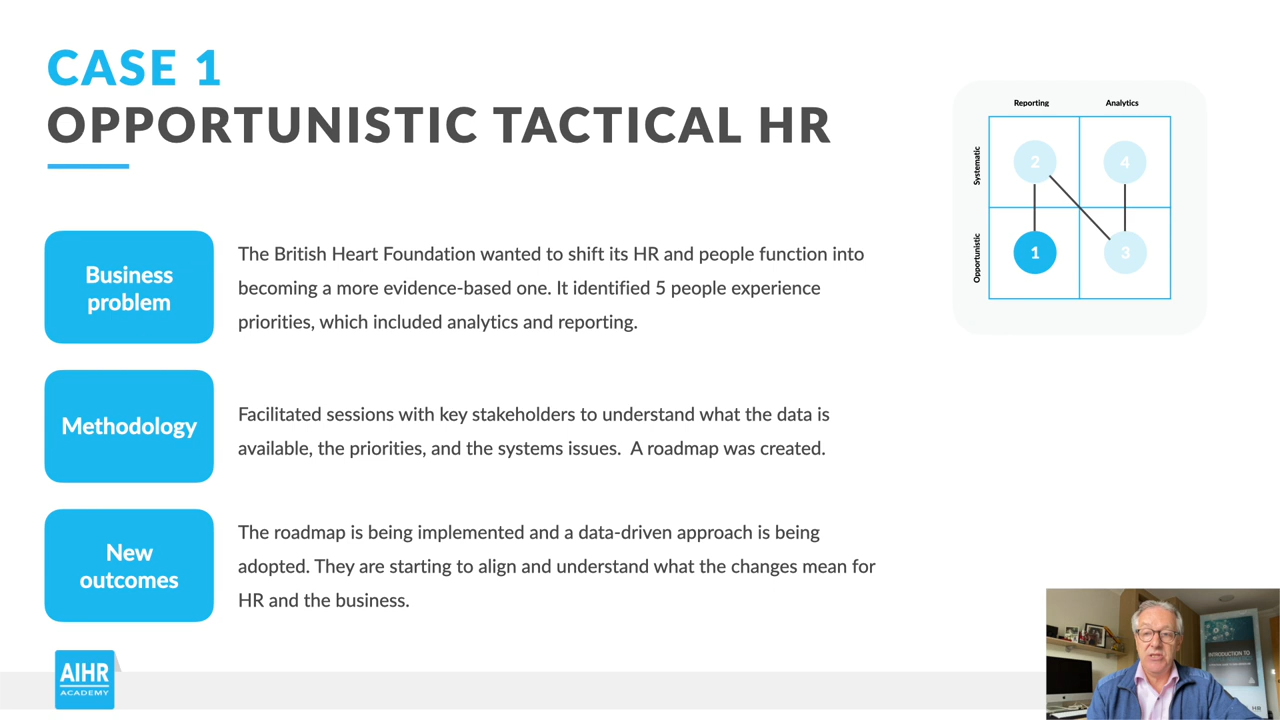 CASE 1
OPPORTUNISTIC TACTICAL HR
Reporting
Analytics
Systematic
Opportunistic
2
4
1
3
Business
problem
The British Heart Foundation wanted to shift its HR and people function into
becoming a more evidence-based one. It identified 5 people experience
priorities, which included analytics and reporting.
Methodology
Facilitated sessions with key stakeholders to understand what the data is
available, the priorities, and the systems issues.  A roadmap was created.
New
outcomes
The roadmap is being implemented and a data-driven approach is being
adopted. They are starting to align and understand what the changes mean for
HR and the business.
AIHR
ACADEMY
INTRODUCTION TO
HR